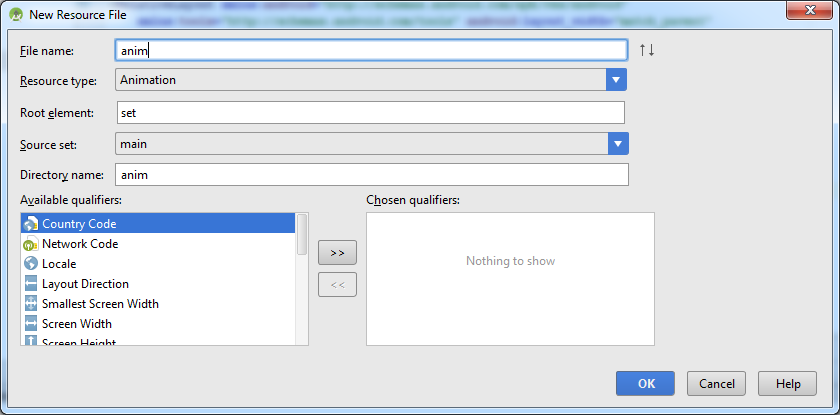 New Resource File
File name: anim
Resource type: Animation
Root element: set
Source set: main
Directory name: anim
Available qualifiers: Chosen qualifiers:
Country Code
Network Code
Locale
Layout Direction
Smallest Screen Width
Screen Width
Screen Height
>>
<<
Nothing to show
OK Cancel Help